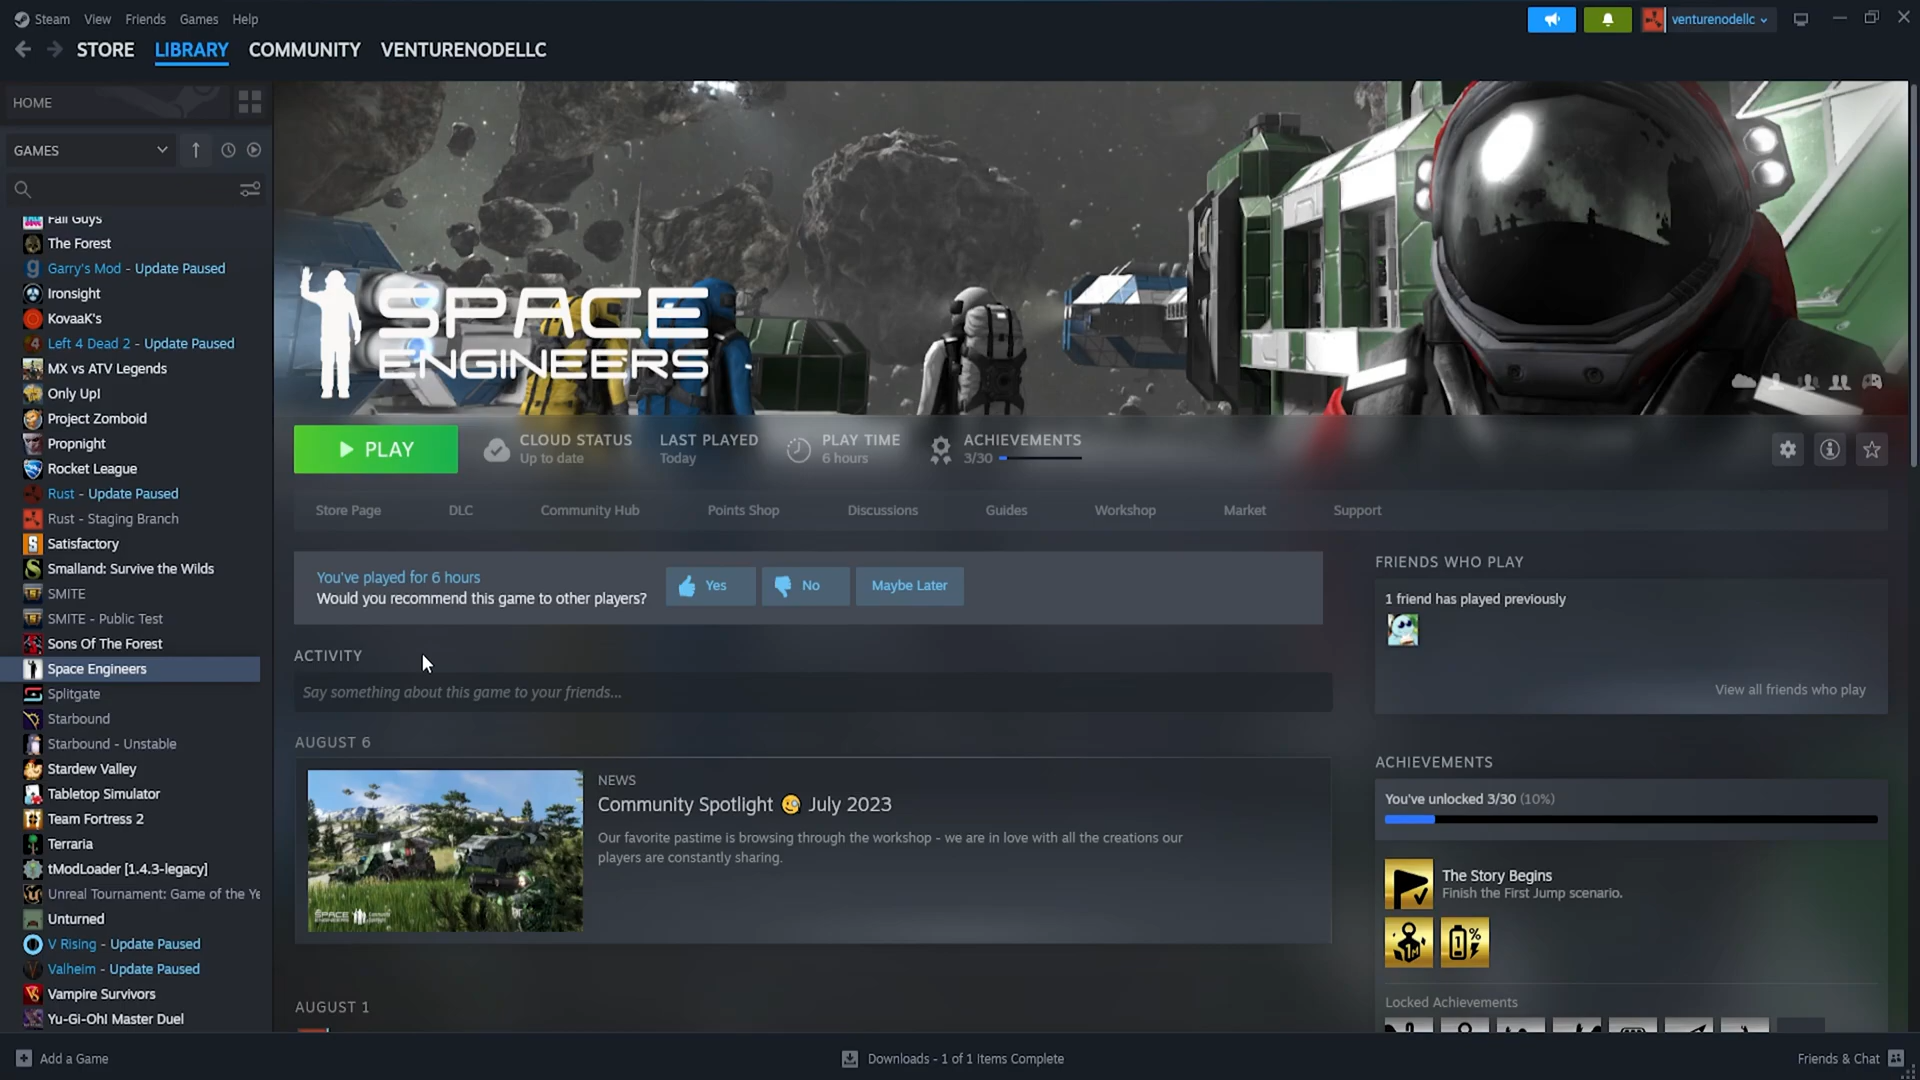 Steam View Friends Games Help
venturenodellc
STORE LIBRARY COMMUNITY VENTURENODELLC
HOME
GAMES
Fall Guys
The Forest
Garry's Mod - Update Paused
Ironsight
KovaaK's
Left 4 Dead 2 - Update Paused
MX vs ATV Legends
Only Up!
Project Zomboid
Propnight
Rocket League
Rust - Update Paused
Rust - Staging Branch
Satisfactory
Smalland: Survive the Wilds
SMITE
SMITE - Public Test
Sons Of The Forest
Space Engineers
Splitgate
Starbound
Starbound - Unstable
Stardew Valley
Tabletop Simulator
Team Fortress 2
Terraria
tModLoader [1.4.3-legacy]
Unreal Tournament: Game of the Ye
Unturned
V Rising - Update Paused
Valheim - Update Paused
Vampire Survivors
Yu-Gi-Oh! Master Duel
SPACE
ENGINEERS
PLAY
CLOUD STATUS
Up to date
LAST PLAYED
Today
PLAY TIME
6 hours
ACHIEVEMENTS
3/30
Store Page DLC Community Hub Points Shop Discussions Guides Workshop Market Support
You've played for 6 hours
Would you recommend this game to other players?
Yes No Maybe Later
ACTIVITY
Say something about this game to your friends...
AUGUST 6
NEWS
Community Spotlight July 2023
Our favorite pastime is browsing through the workshop - we are in love with all the creations our
players are constantly sharing.
SPACE
AUGUST 1
FRIENDS WHO PLAY
1 friend has played previously
View all friends who play
ACHIEVEMENTS
You've unlocked 3/30 (10%)
The Story Begins
Finish the First Jump scenario.
Locked Achievements
Add a Game
Downloads - 1 of 1 Items Complete
Friends & Chat